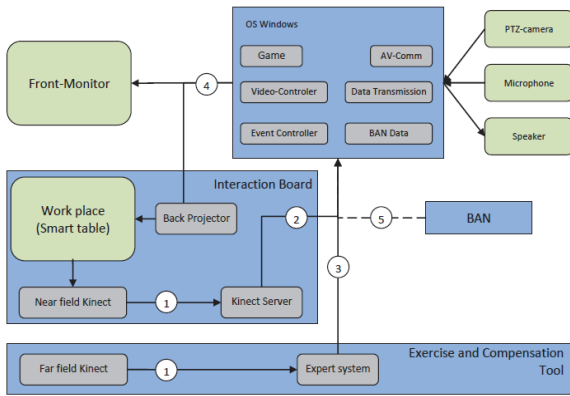 OS Windows
PTZ-camera
Game
AV-Comm
Front-Monitor
4
Video-Controler
Data Transmission
Microphone
Event Controller
BAN Data
Speaker
Interaction Board
Work place
(Smart table)
Back Projector
2
5
BAN
3
Near field Kinect
1
Kinect Server
Exercise and Compensation
Tool
Far field Kinect
1
Expert system